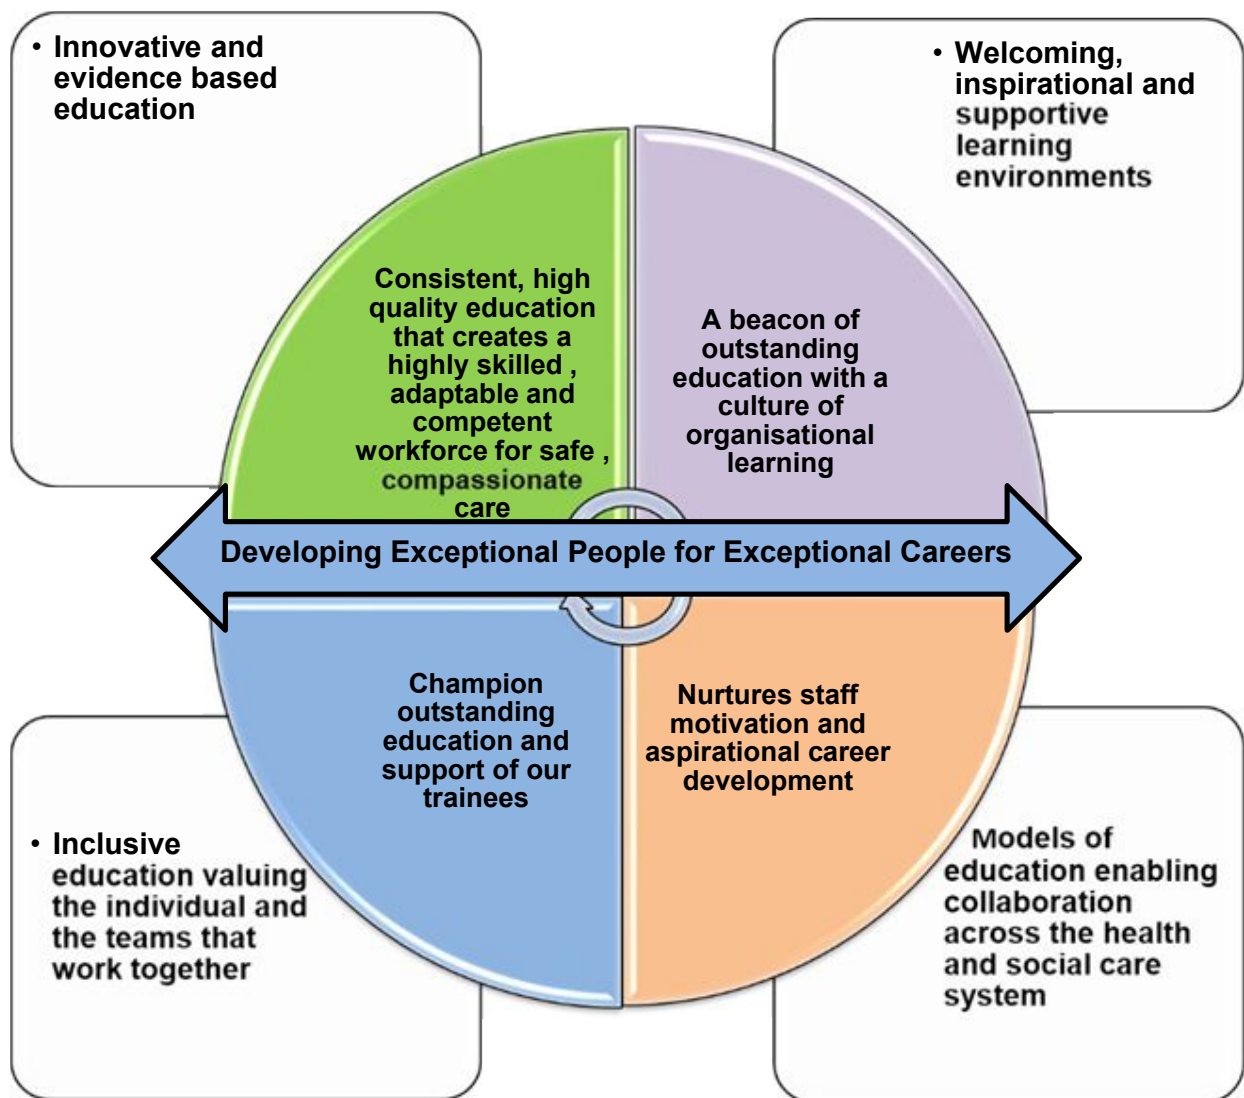 • Innovative and
evidence based
education
• Welcoming,
inspirational and
supportive
learning
environments
Consistent, high
quality education
that creates a
highly skilled ,
adaptable and
competent
workforce for safe ,
compassionate
care
A beacon of
outstanding
education with a
culture of
organisational
learning
Developing Exceptional People for Exceptional Careers
Champion
outstanding
education and
support of our
trainees
Nurtures staff
motivation and
aspirational career
development
• Inclusive
education valuing
the individual and
the teams that
work together
Models of
education enabling
collaboration
across the health
and social care
system